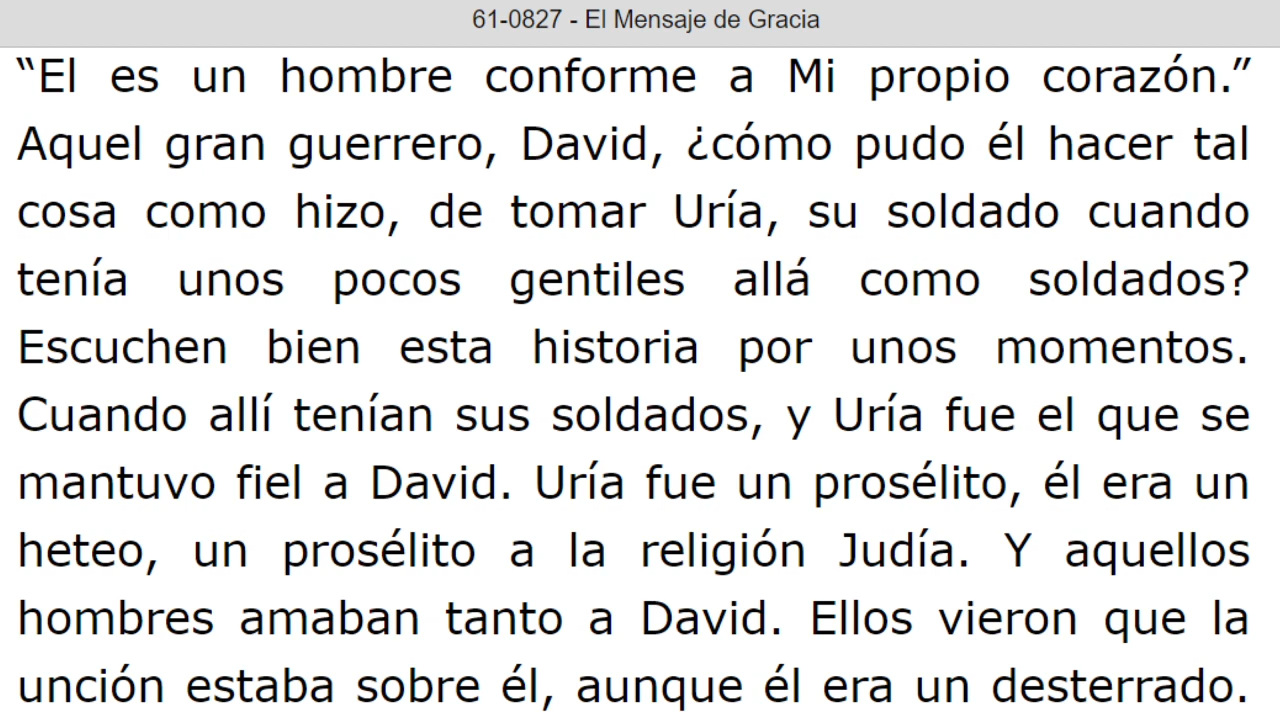 61-0827 - El Mensaje de Gracia
“El es un hombre conforme a Mi propio corazón.”
Aquel gran guerrero, David, ¿cómo pudo él hacer tal
cosa como hizo, de tomar Uría, su soldado cuando
tenía unos pocos gentiles allá como soldados?
Escuchen bien esta historia por unos momentos.
Cuando allí tenían sus soldados, y Uría fue el que se
mantuvo fiel a David. Uría fue un prosélito, él era un
heteo, un prosélito a la religión Judía. Y aquellos
hombres amaban tanto a David. Ellos vieron que la
unción estaba sobre él, aunque él era un desterrado.